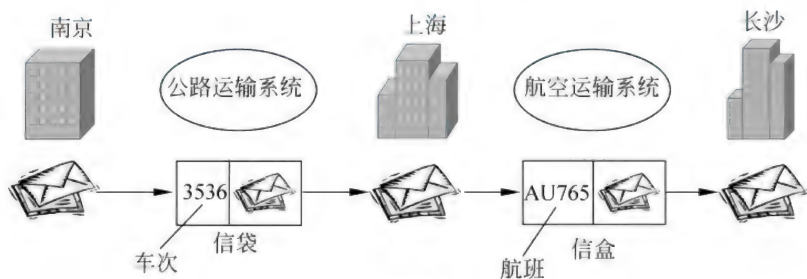 南京
上海
长沙
公路运输系统
航空运输系统
3536
AU765
车次
信袋
航班
信盒